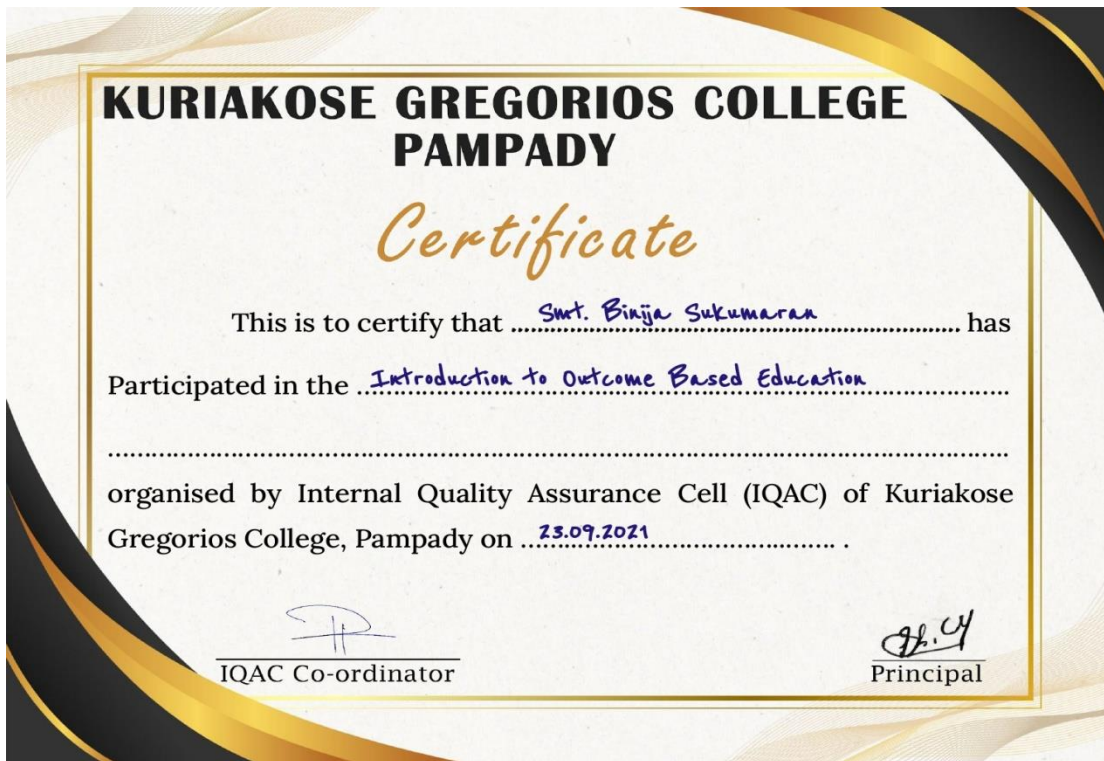 KURIAKOSE GREGORIOS COLLEGE
PAMPADY
Certificate
This is to certify that Smt. Binija Sukumaran has
Participated in the Introduction to Outcome Based Education
organised by Internal Quality Assurance Cell (IQAC) of Kuriakose
Gregorios College, Pampady on 23.09.2021 .
IQAC Co-ordinator
Principal